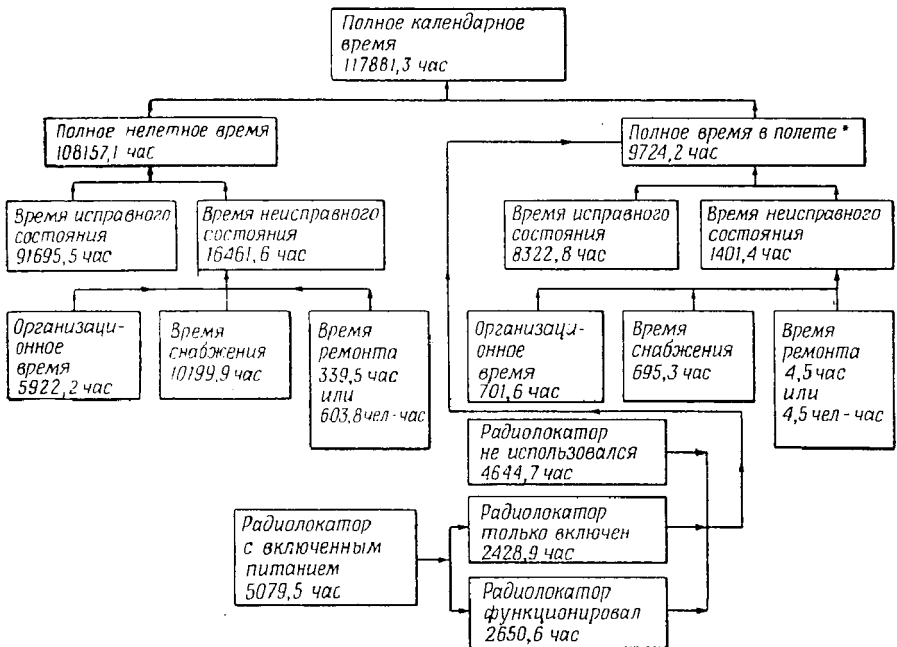 Полное календарное
время
117881,3 час
Полное нелетное время
108157,1 час
Полное время в полете *
9724,2 час
Время исправного
состояния
91695,5 час
Время неисправного
состояния
16461,6 час
Время исправного
состояния
8322,8 час
Время неисправного
состояния
1401,4 час
Организаци-
онное
время
5922,2 час
Время
снабжения
10199,9 час
Время
ремонта
339,5 час
или
603,8 чел-час
Организаци-
онное
время
701,6 час
Время
снабжения
695,3 час
Время
ремонта
4,5 час
или
4,5 чел-час
Радиолокатор
не использовался
4644,7 час
Радиолокатор
с включенным
питанием
5079,5 час
Радиолокатор
только включен
2428,9 час
Радиолокатор
функционировал
2650,6 час